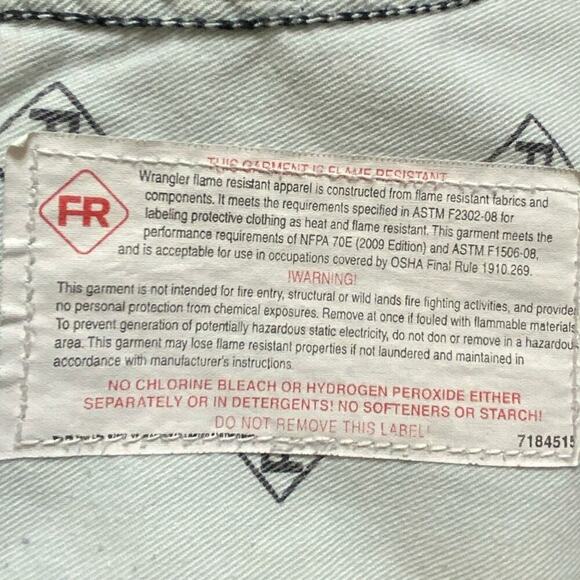 THIS GARMENT IS FLAME RESISTANT
FR
Wrangler flame resistant apparel is constructed from flame resistant fabrics and
components. It meets the requirements specified in ASTM F2302-08 for
labeling protective clothing as heat and flame resistant. This garment meets the
performance requirements of NFPA 70E (2009 Edition) and ASTM F1506-08,
and is acceptable for use in occupations covered by OSHA Final Rule 1910.269.
!WARNING!
This garment is not intended for fire entry, structural or wild lands fire fighting activities, and provides
no personal protection from chemical exposures. Remove at once if fouled with flammable materials
To prevent generation of potentially hazardous static electricity, do not don or remove in a hazardou
area. This garment may lose flame resistant properties if not laundered and maintained in
accordance with manufacturer's instructions
NO CHLORINE BLEACH OR HYDROGEN PEROXIDE EITHER
SEPARATELY OR IN DETERGENTS! NO SOFTENERS OR STARCH!
DO NOT REMOVE THIS LABEL!
7184515